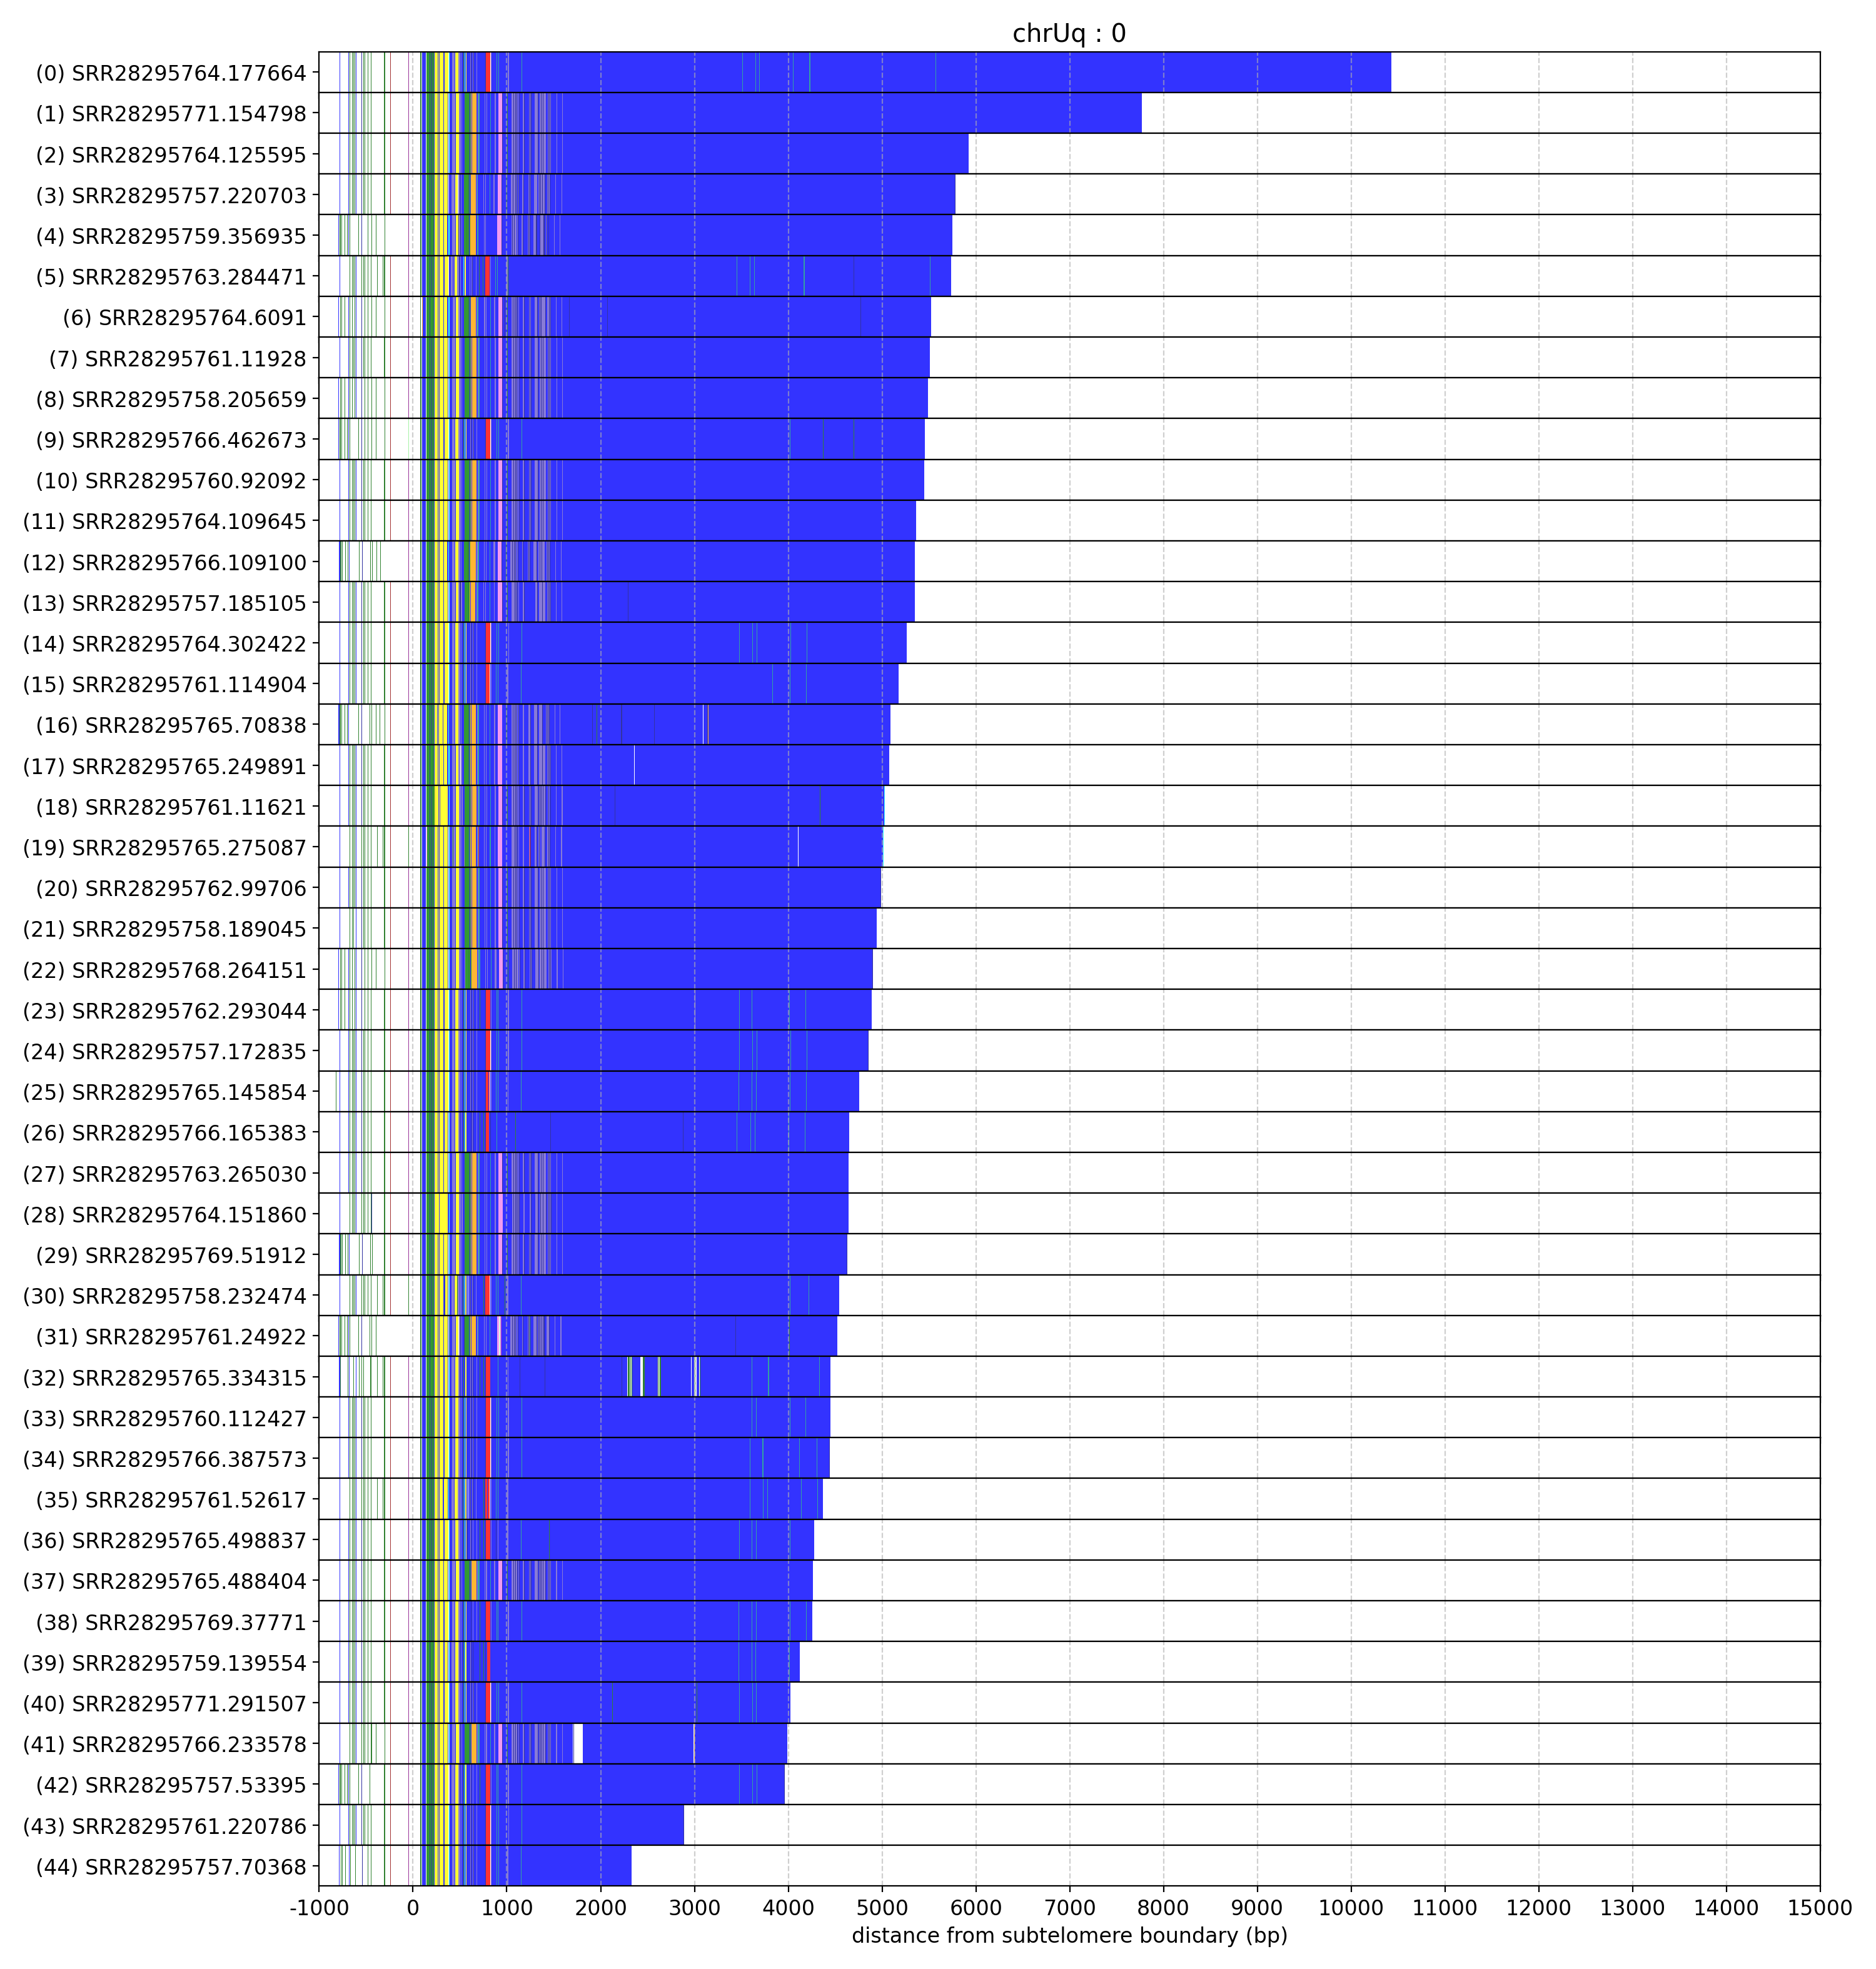 chrUq : 0
(0) SRR28295764.177664
(1) SRR28295771.154798
(2) SRR28295764.125595
(3) SRR28295757.220703
(4) SRR28295759.356935
(5) SRR28295763.284471
(6) SRR28295764.6091
(7) SRR28295761.11928
(8) SRR28295758.205659
(9) SRR28295766.462673
(10) SRR28295760.92092
(11) SRR28295764.109645
(12) SRR28295766.109100
(13) SRR28295757.185105
(14) SRR28295764.302422
(15) SRR28295761.114904
(16) SRR28295765.70838
(17) SRR28295765.249891
(18) SRR28295761.11621
(19) SRR28295765.275087
(20) SRR28295762.99706
(21) SRR28295758.189045
(22) SRR28295768.264151
(23) SRR28295762.293044
(24) SRR28295757.172835
(25) SRR28295765.145854
(26) SRR28295766.165383
(27) SRR28295763.265030
(28) SRR28295764.151860
(29) SRR28295769.51912
(30) SRR28295758.232474
(31) SRR28295761.24922
(32) SRR28295765.334315
(33) SRR28295760.112427
(34) SRR28295766.387573
(35) SRR28295761.52617
(36) SRR28295765.498837
(37) SRR28295765.488404
(38) SRR28295769.37771
(39) SRR28295759.139554
(40) SRR28295771.291507
(41) SRR28295766.233578
(42) SRR28295757.53395
(43) SRR28295761.220786
(44) SRR28295757.70368
-1000 0 1000 2000 3000 4000 5000 6000 7000 8000 9000 10000 11000 12000 13000 14000 15000
distance from subtelomere boundary (bp)